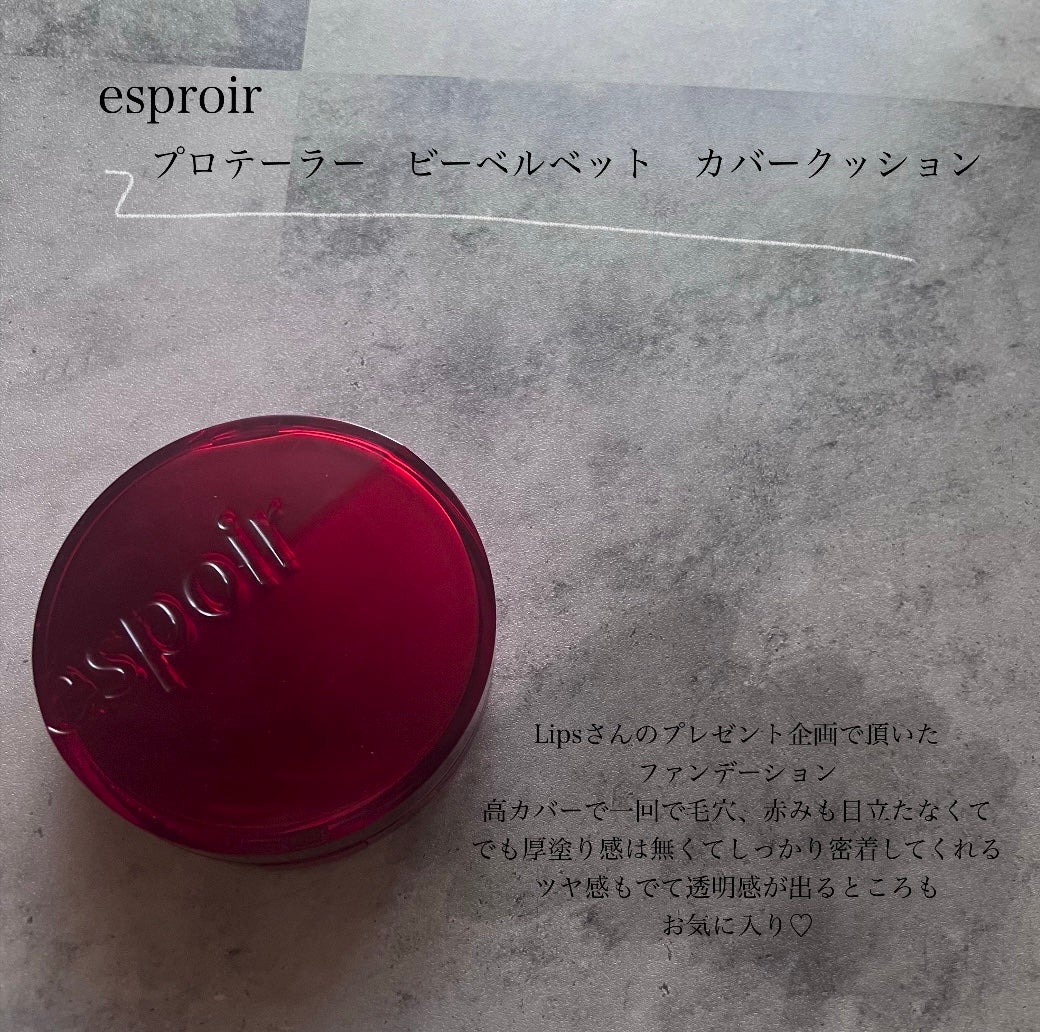 esproir
プロテーラー　ビーベルベット　カバークッション
espoir
Lipsさんのプレゼント企画で頂いた
ファンデーション
高カバーで一回で毛穴、赤みも目立たなくて
でも厚塗り感は無くてしっかり密着してくれる
ツヤ感もでて透明感が出るところも
お気に入り♡